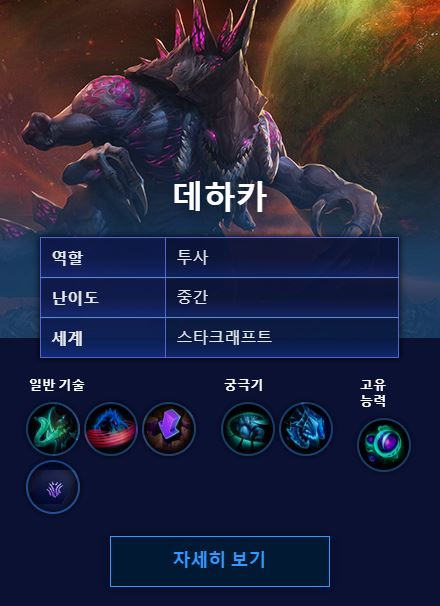 데하카
역할 투사
난이도 중간
세계 스타크래프트
일반 기술 궁극기 고유
능력
자세히 보기